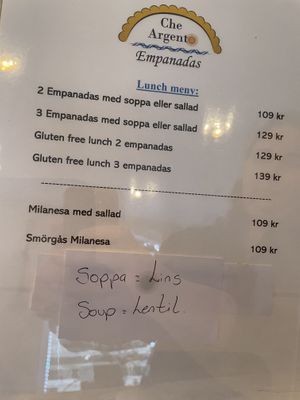 Che
Argento
Empanadas
Lunch meny:
2 Empanadas med soppa eller sallad 109 kr
3 Empanadas med soppa eller sallad 129 kr
Gluten free lunch 2 empanadas 129 kr
Gluten free lunch 3 empanadas 139 kr
Milanesa med sallad 109 kr
Smörgås Milanesa 109 kr
Soppa = Lins
Soup = Lentil.